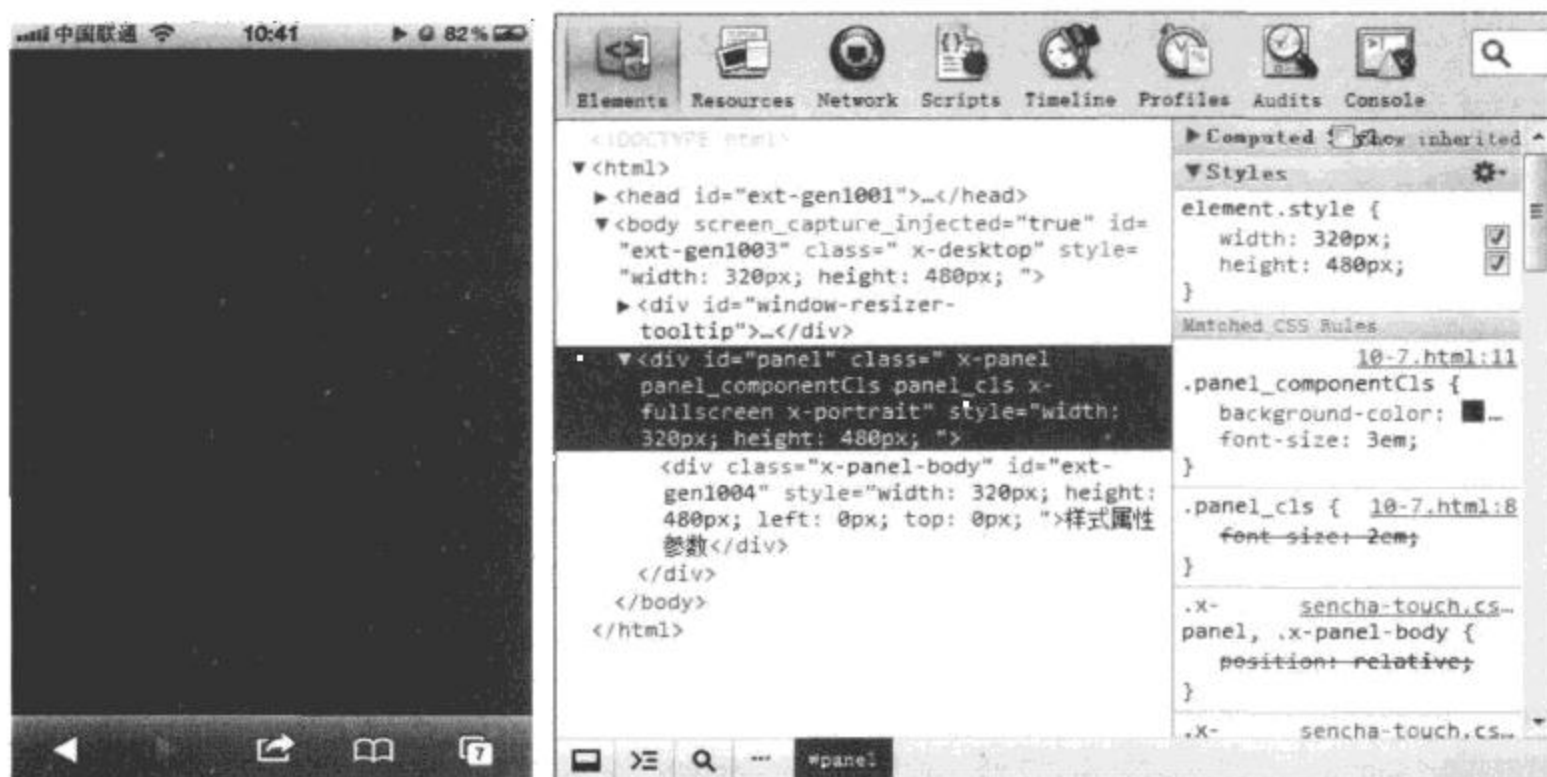 中国联通
10:41
82%
7
Elements Resources Network Scripts Timeline Profiles Audits Console
<!DOCTYPE html>
▼<html>
▶<head id="ext-gen1001">…</head>
▼<body screen_capture_injected="true" id=
"ext-gen1003" class=" x-desktop" style=
"width: 320px; height: 480px; ">
▶<div id="window-resizer-
tooltip">…</div>
▼<div id="panel" class=" x-panel
panel_componentCls panel_cls x-
fullscreen x-portrait" style="width:
320px; height: 480px; ">
<div class="x-panel-body" id="ext-
gen1004" style="width: 320px; height:
480px; left: 0px; top: 0px; ">样式属性
参数</div>
</div>
</body>
</html>
▶Computed Show inherited
▼Styles
element.style {
width: 320px;
height: 480px;
}
Matched CSS Rules
10-7.html:11
.panel_componentCls {
background-color: …
font-size: 3em;
}
.panel_cls { 10-7.html:8
font-size: 2em;
}
.x- sencha-touch.cs…
panel, .x-panel-body {
position: relative;
}
.x- sencha-touch.cs…
… #panel